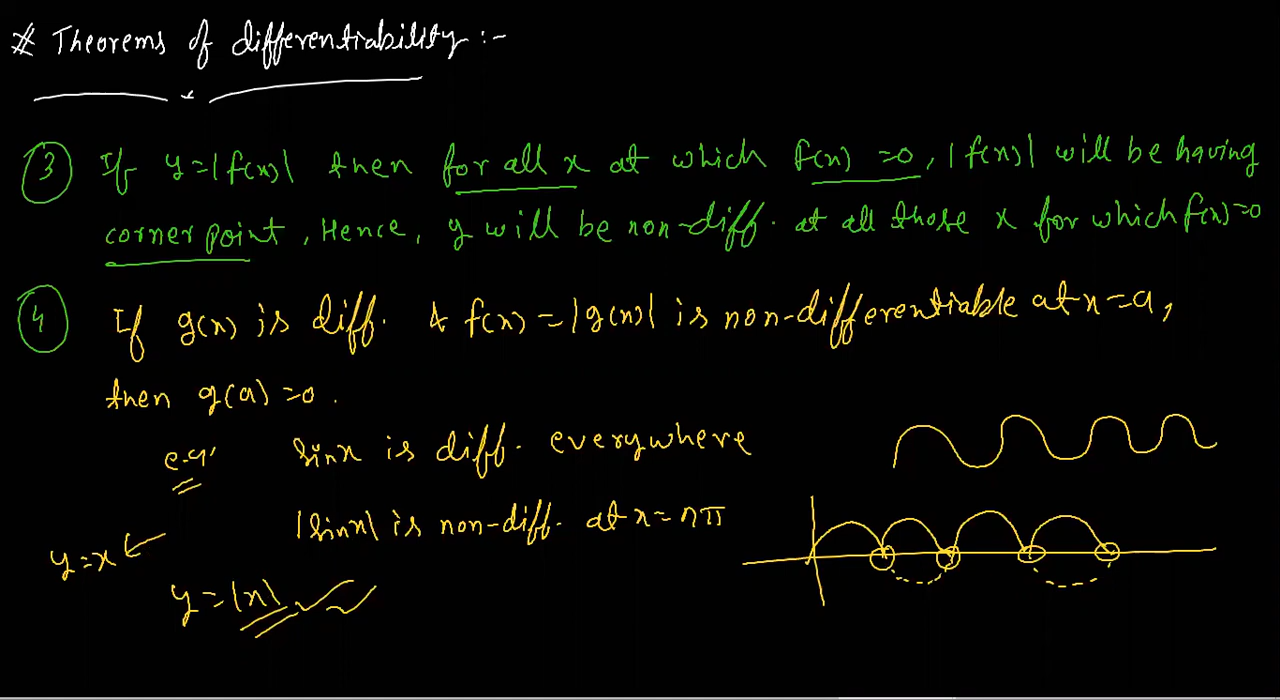 # Theorems of differentiability :-
③ If y=|f(x)| then for all x at which f(x)=0, |f(x)| will be having
corner point, Hence, y will be non-diff. at all those x for which f(x)=0
④ If g(x) is diff. & f(x)=|g(x)| is non-differentiable at x=a,
then g(a)=0.
e.g. sinx is diff. everywhere
|sinx| is non-diff. at x=nπ
y=x ←
y=|x|